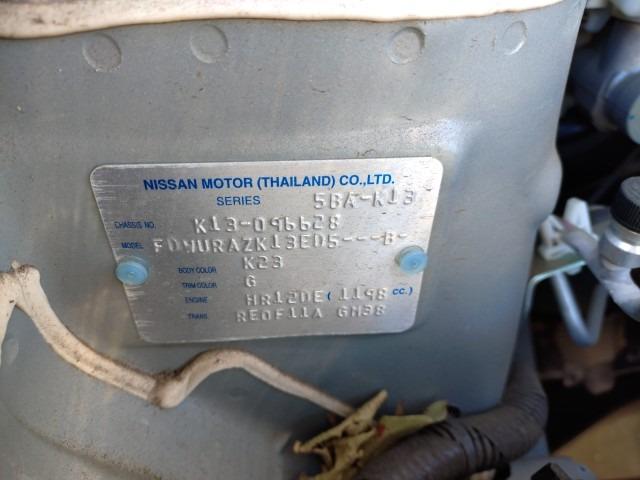 NISSAN MOTOR (THAILAND) CO.,LTD.
SERIES 5BA-K13
CHASSIS NO. K13-096628
MODEL FDHURAZK13ED5---B-
BODY COLOR K23
TRIM COLOR G
ENGINE HR12DE ( 1198 CC.)
TRANS. RE0F11A GM38